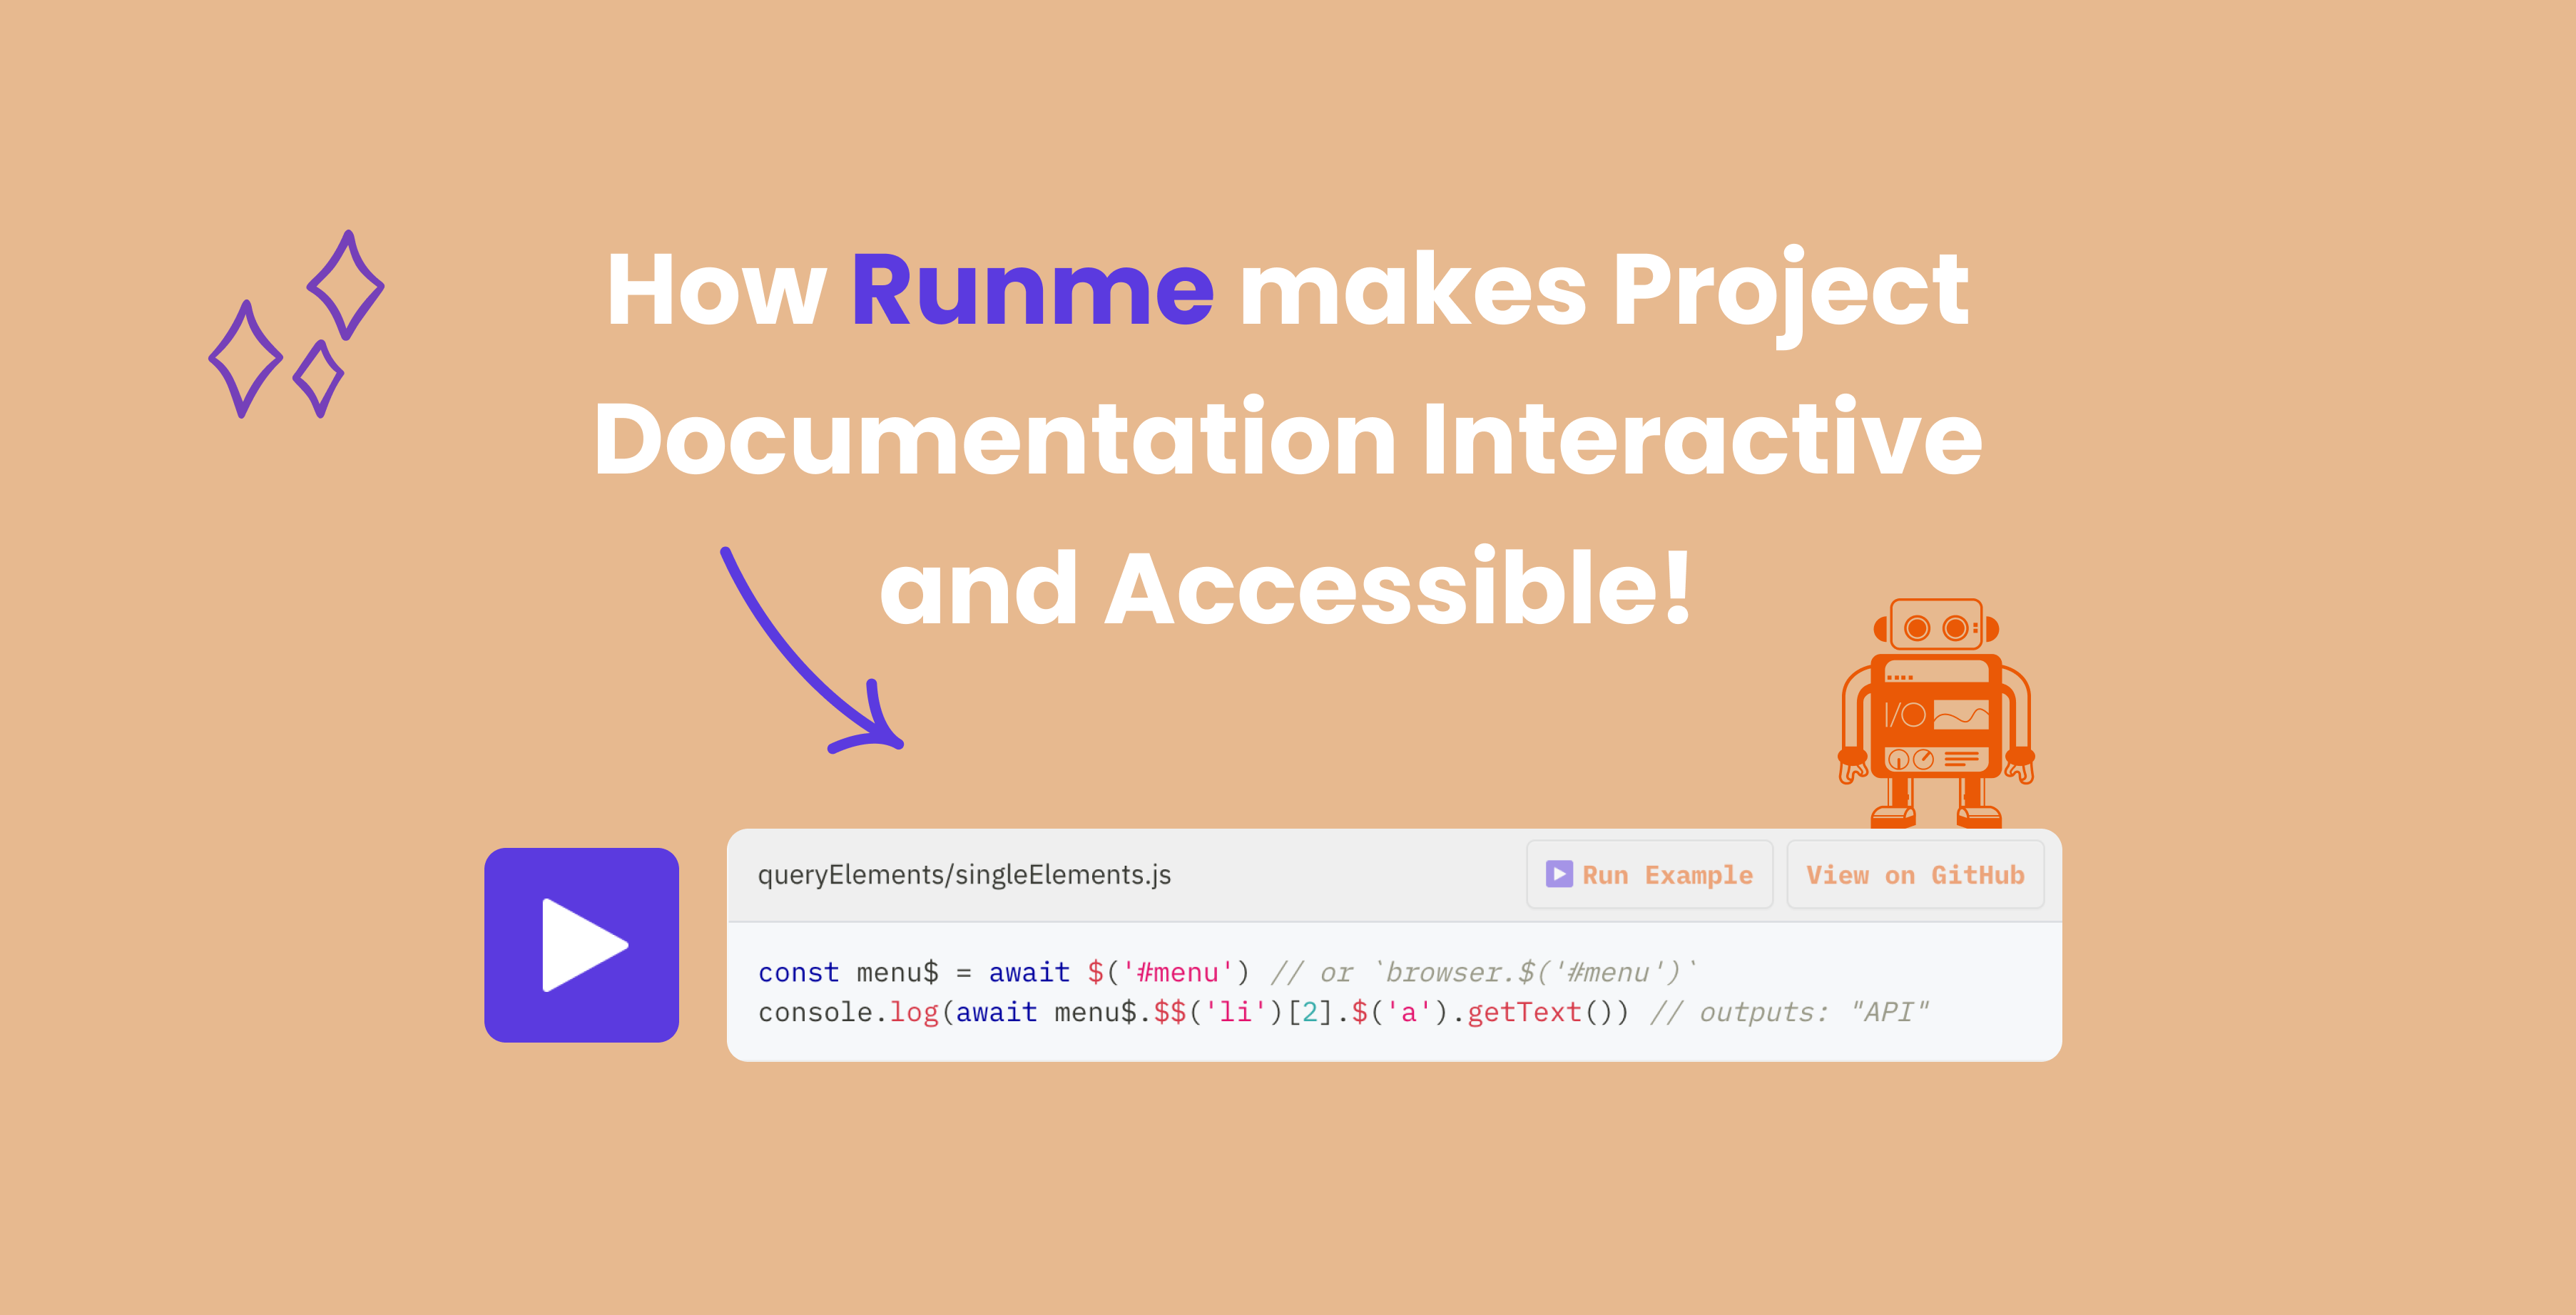 How Runme makes Project
Documentation Interactive
and Accessible!
I/O
queryElements/singleElements.js
Run Example
View on GitHub
const menu$ = await $('#menu') // or `browser.$('#menu')`
console.log(await menu$.$$('li')[2].$('a').getText()) // outputs: "API"